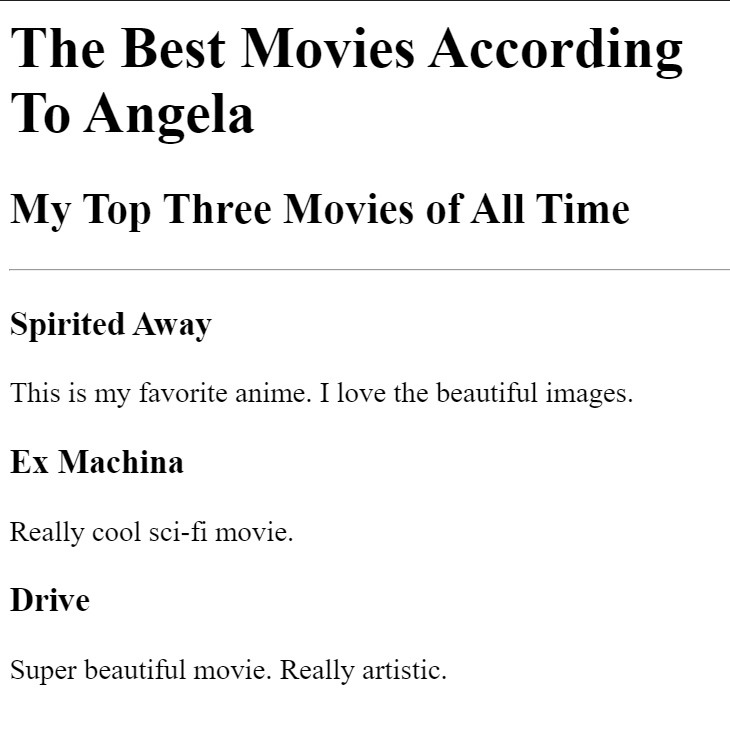 The Best Movies According
To Angela
My Top Three Movies of All Time
Spirited Away
This is my favorite anime. I love the beautiful images.
Ex Machina
Really cool sci-fi movie.
Drive
Super beautiful movie. Really artistic.